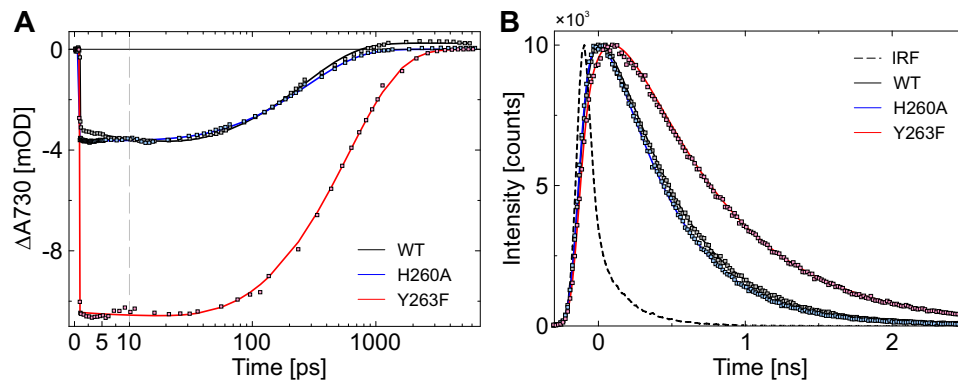 A
ΔA730 [mOD]
0
-4
-8
0 5 10 100 1000
Time [ps]
WT
H260A
Y263F
B
×10³
Intensity [counts]
10
5
0
0 1 2
Time [ns]
IRF
WT
H260A
Y263F